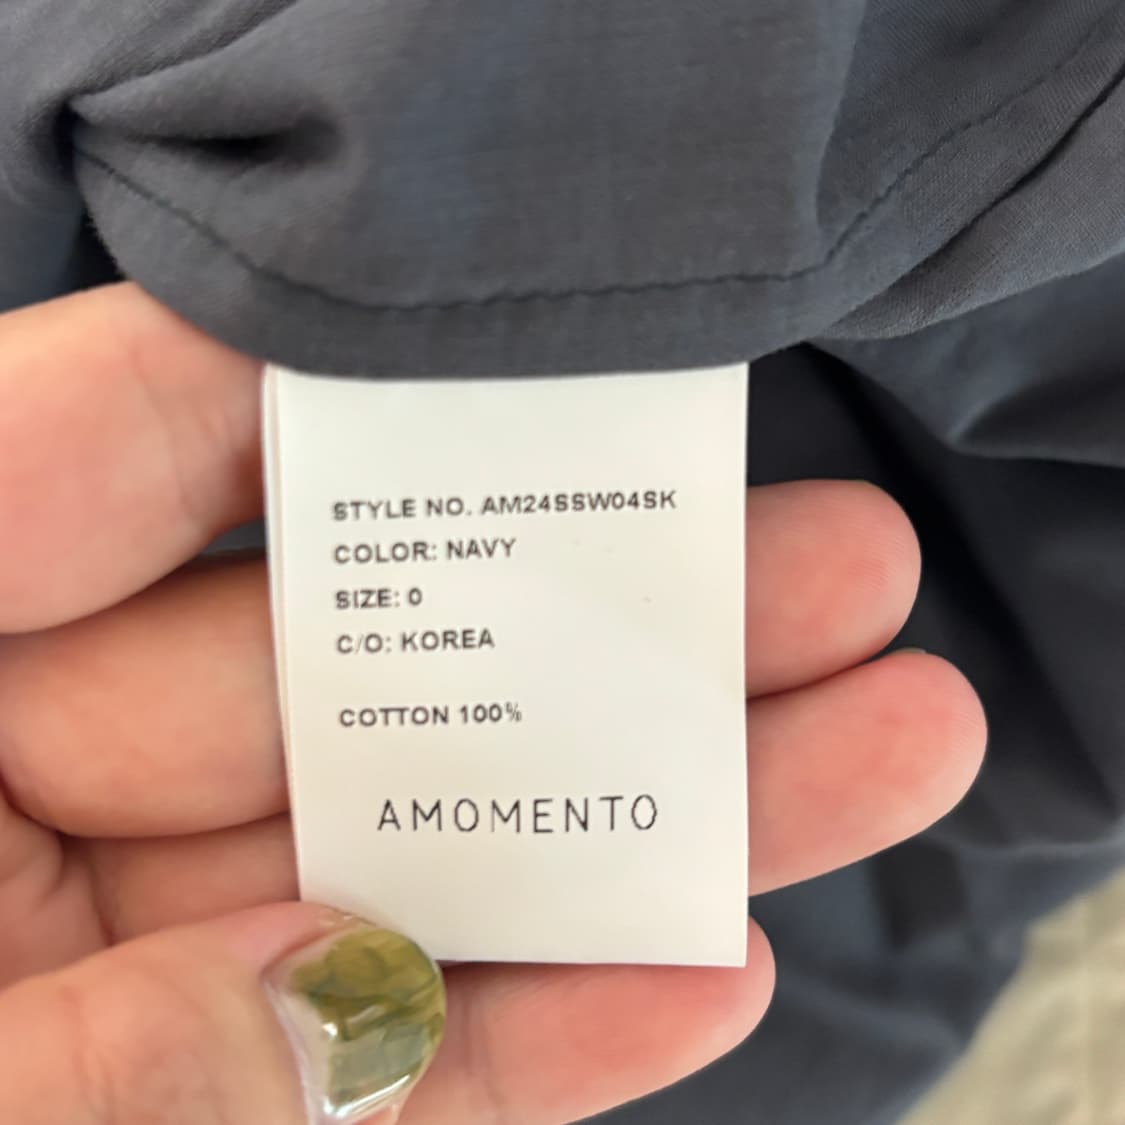 STYLE NO. AM24SSW04SK
COLOR: NAVY
SIZE: 0
C/O: KOREA
COTTON 100%
AMOMENTO